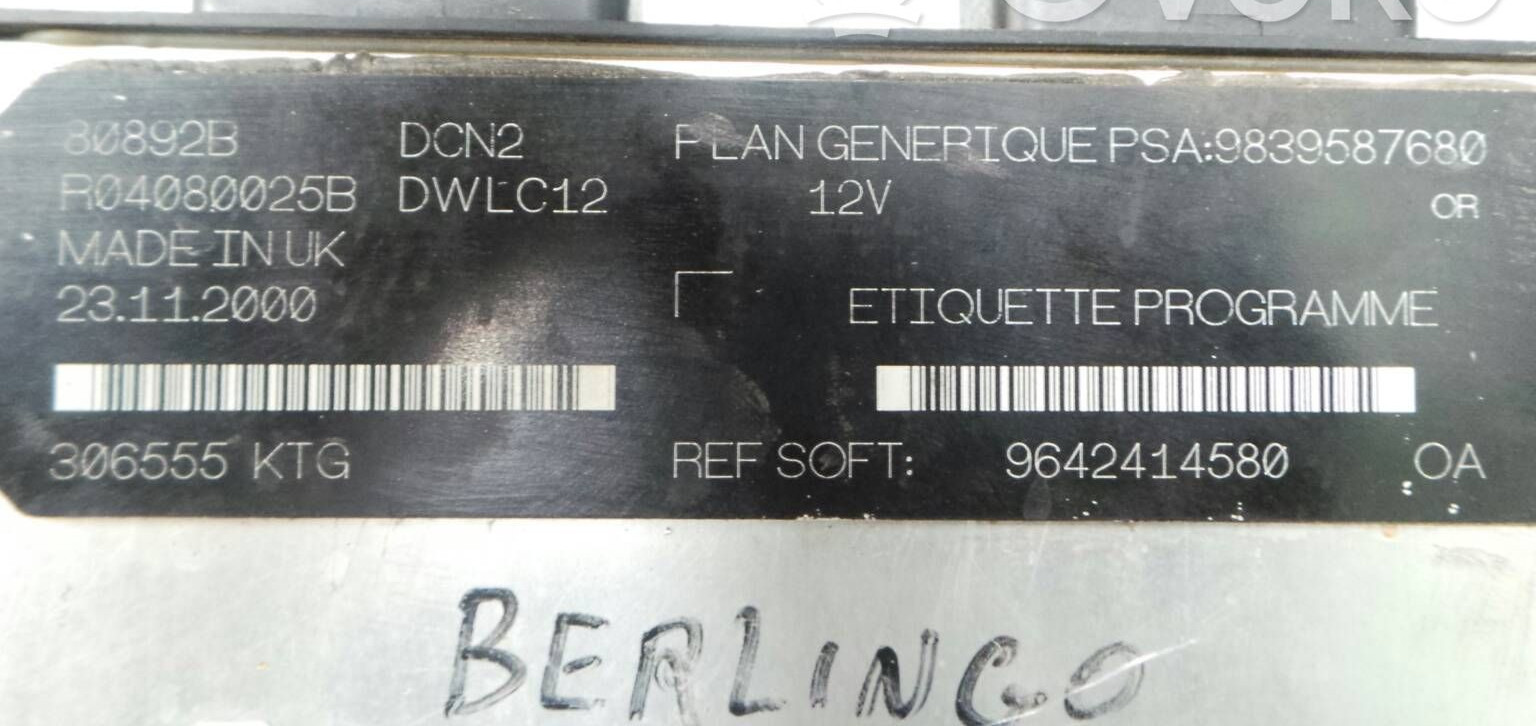 80892B DCN2 PLAN GENERIQUE PSA:9839587680
R04080025B DWLC12 12V OR
MADE IN UK
23.11.2000 ETIQUETTE PROGRAMME
306555 KTG REF SOFT: 9642414580 OA
BERLINGO